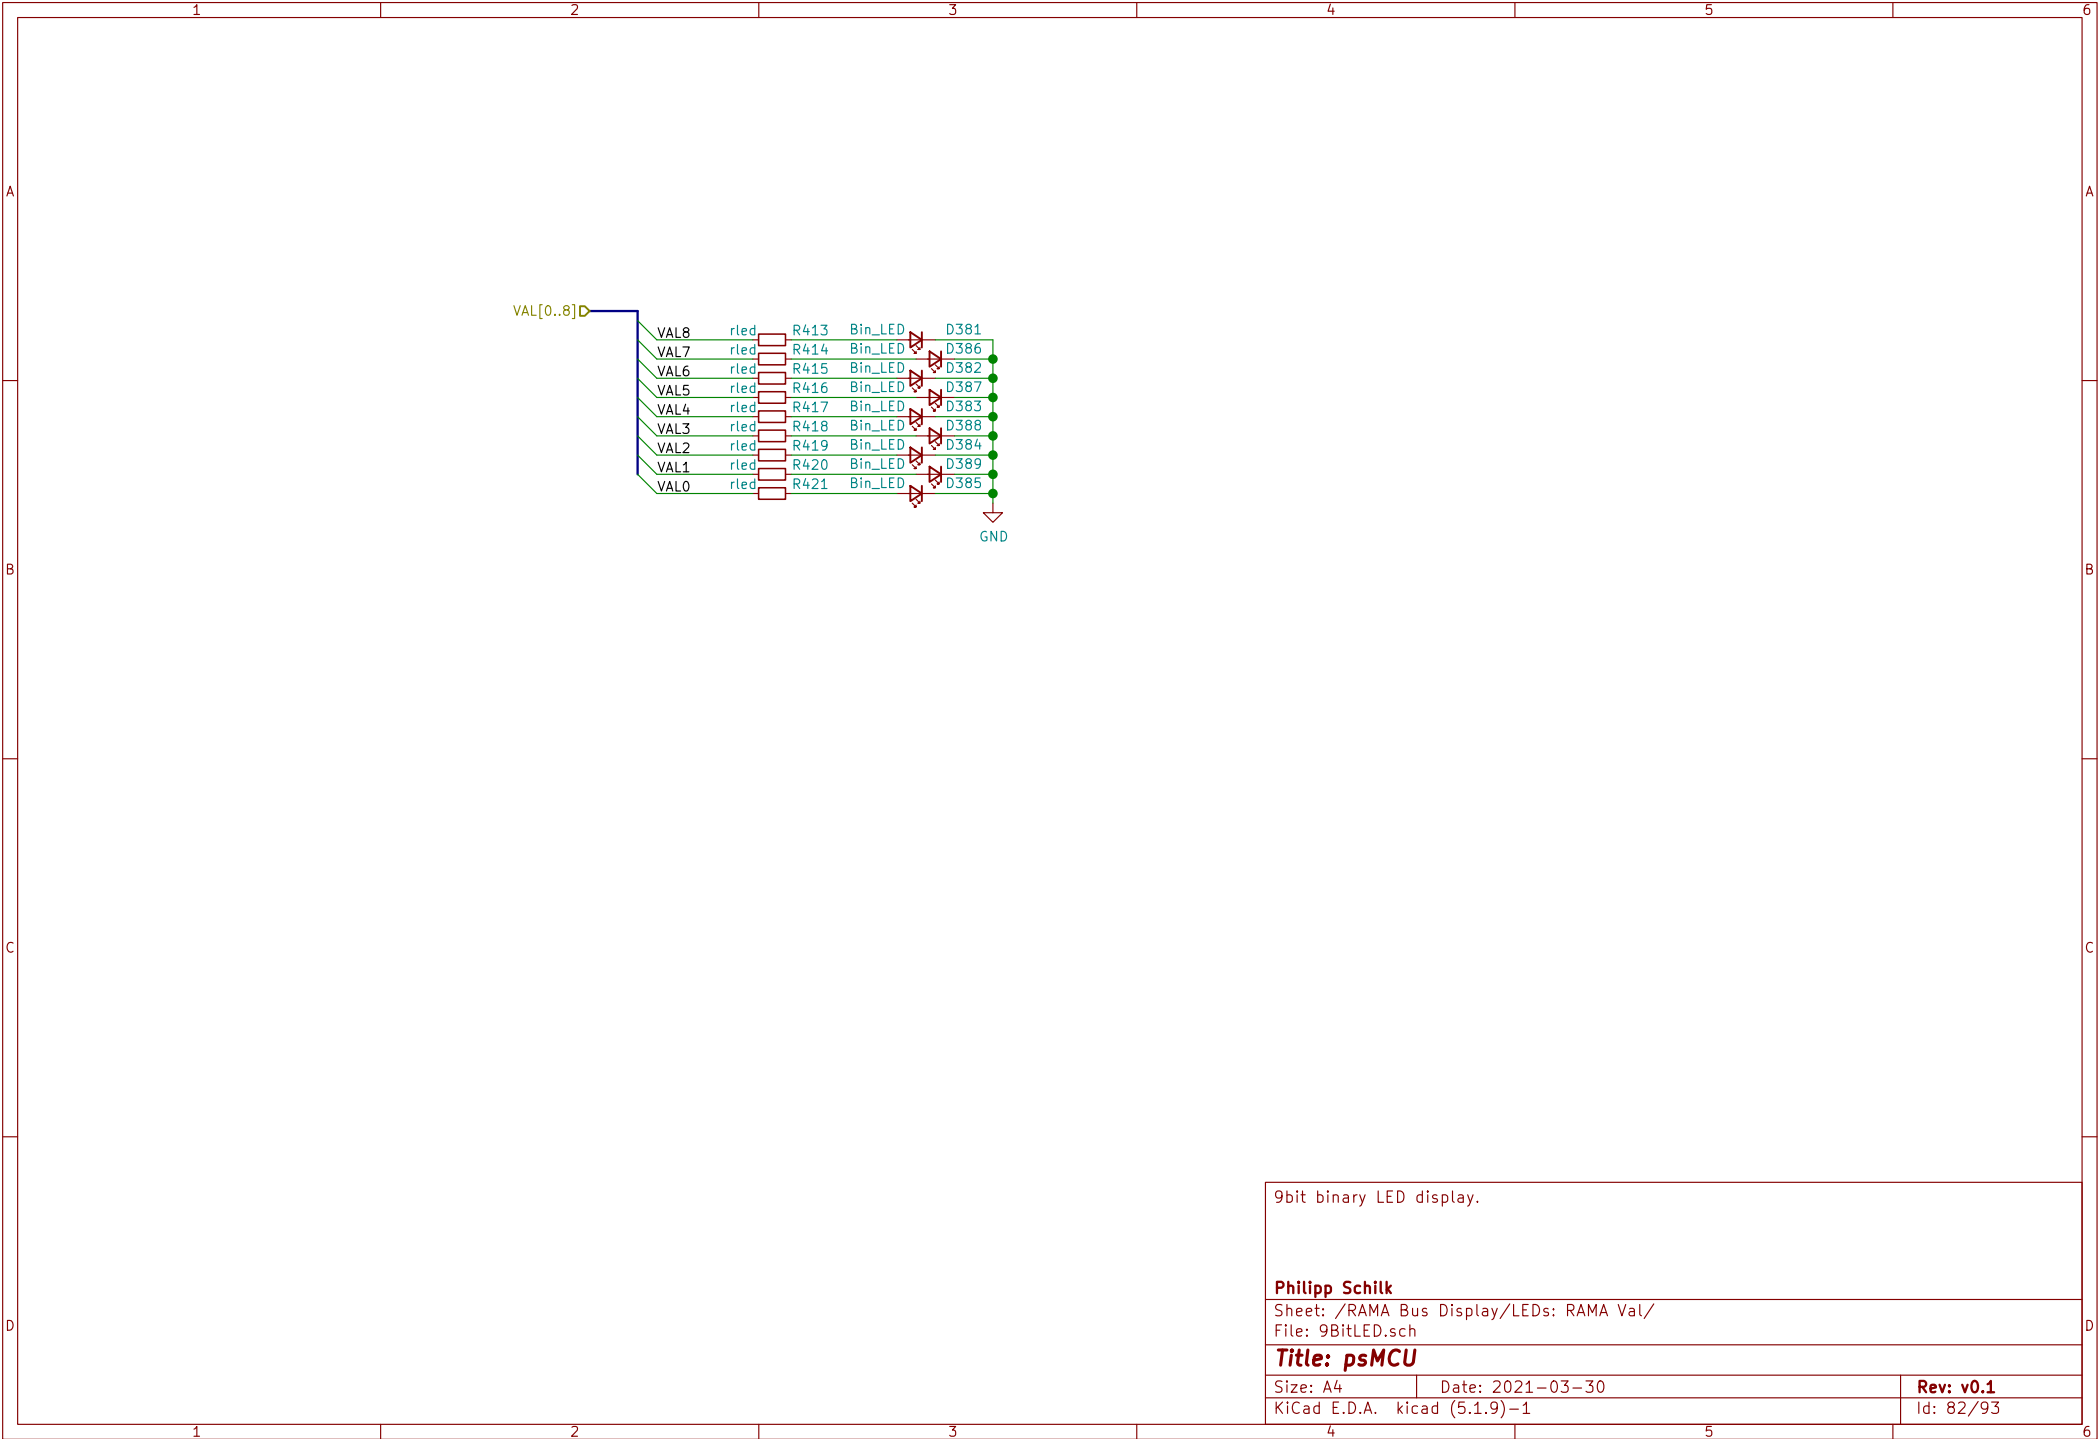 1 2 3 4 5 6
A A
VAL[0..8]
VAL8 rled R413 Bin_LED D381
VAL7 rled R414 Bin_LED D386
VAL6 rled R415 Bin_LED D382
VAL5 rled R416 Bin_LED D387
VAL4 rled R417 Bin_LED D383
VAL3 rled R418 Bin_LED D388
VAL2 rled R419 Bin_LED D384
VAL1 rled R420 Bin_LED D389
VAL0 rled R421 Bin_LED D385
GND
B B
C C
9bit binary LED display.
Philipp Schilk
Sheet: /RAMA Bus Display/LEDs: RAMA Val/
D D
File: 9BitLED.sch
Title: psMCU
Size: A4 Date: 2021-03-30 Rev: v0.1
KiCad E.D.A. kicad (5.1.9)-1 Id: 82/93
1 2 3 4 5 6